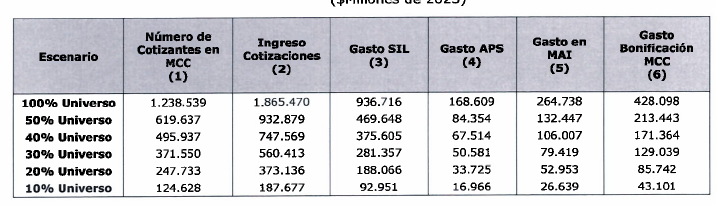 ($Millones de 2023)
Escenario Número de Cotizantes en MCC (1) Ingreso Cotizaciones (2) Gasto SIL (3) Gasto APS (4) Gasto en MAI (5) Gasto Bonificación MCC (6)
100% Universo 1.238.539 1.865.470 936.716 168.609 264.738 428.098
50% Universo 619.637 932.879 469.648 84.354 132.447 213.443
40% Universo 495.937 747.569 375.605 67.514 106.007 171.364
30% Universo 371.550 560.413 281.357 50.581 79.419 129.039
20% Universo 247.733 373.136 188.066 33.725 52.953 85.742
10% Universo 124.628 187.677 92.951 16.966 26.639 43.101